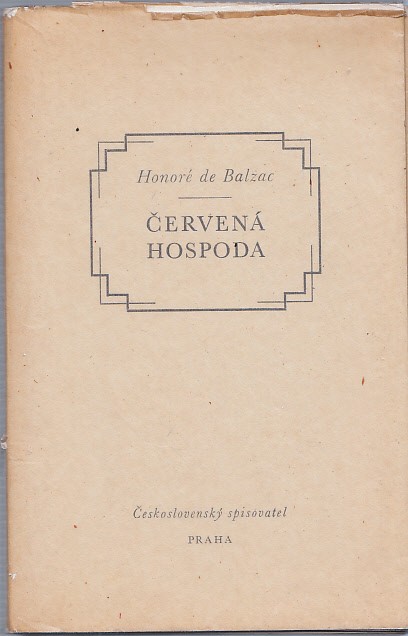 Honoré de Balzac
ČERVENÁ
HOSPODA
Československý spisovatel
PRAHA